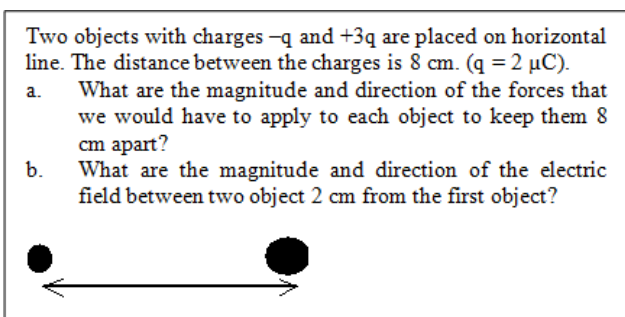 Two objects with charges –q and +3q are placed on horizontal
line. The distance between the charges is 8 cm. (q = 2 μC).
a. What are the magnitude and direction of the forces that
we would have to apply to each object to keep them 8
cm apart?
b. What are the magnitude and direction of the electric
field between two object 2 cm from the first object?